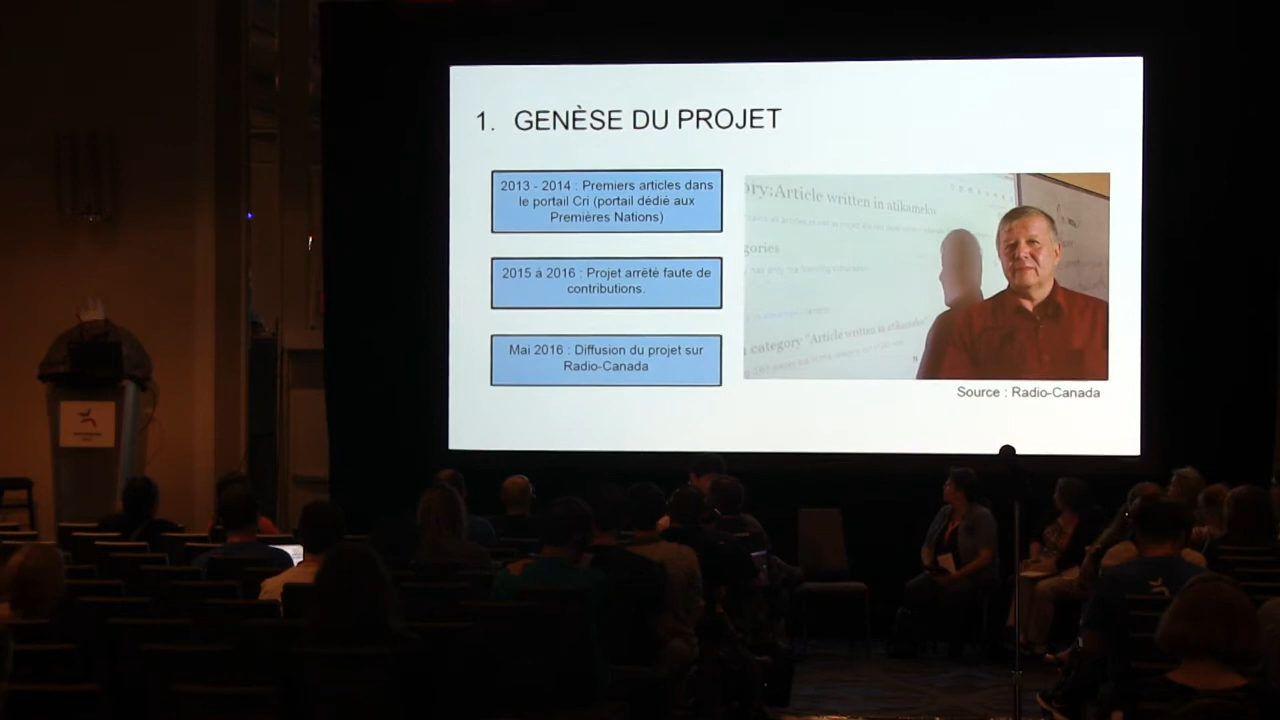 1. GENÈSE DU PROJET
2013 - 2014 : Premiers articles dans
le portail Cri (portail dédié aux
Premières Nations)
2015 à 2016 : Projet arrêté faute de
contributions.
Mai 2016 : Diffusion du projet sur
Radio-Canada
ory:Article written in atikamekw
gories
category "Article written in atikamekw"
Source : Radio-Canada